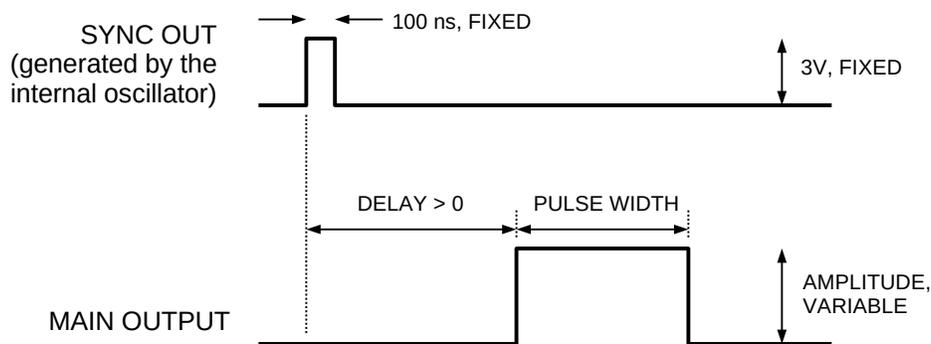 100 ns, FIXED
SYNC OUT
(generated by the
internal oscillator)
3V, FIXED
DELAY > 0
PULSE WIDTH
AMPLITUDE,
VARIABLE
MAIN OUTPUT